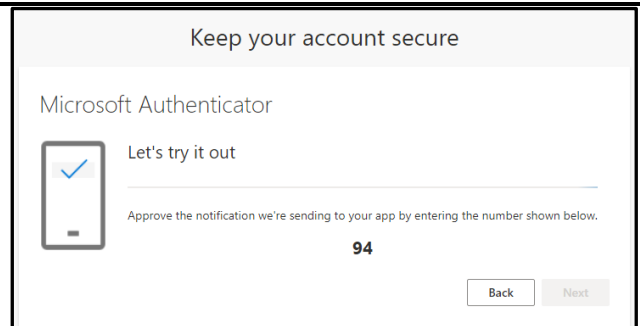 Keep your account secure
Microsoft Authenticator
Let's try it out
Approve the notification we're sending to your app by entering the number shown below.
94
Back
Next